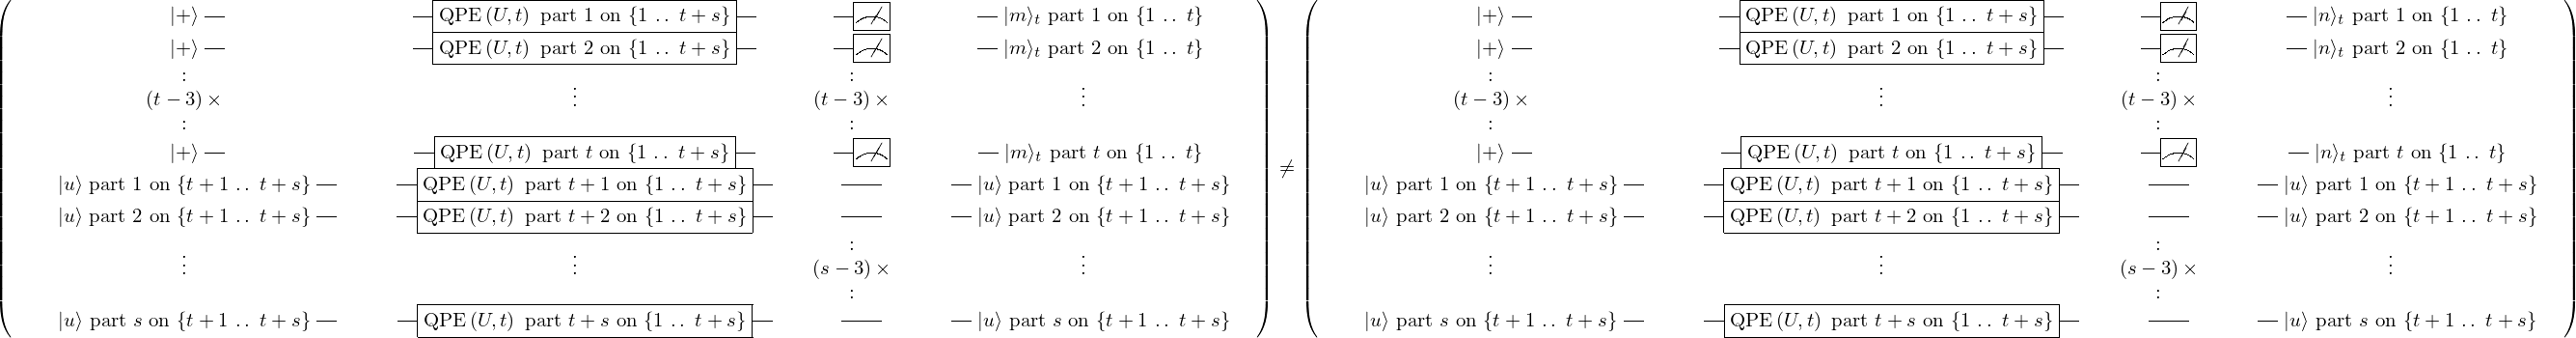 |+⟩ QPE (U, t) part 1 on {1 .. t + s} |m⟩ₜ part 1 on {1 .. t} |+⟩ QPE (U, t) part 1 on {1 .. t + s} |n⟩ₜ part 1 on {1 .. t}
|+⟩ QPE (U, t) part 2 on {1 .. t + s} |m⟩ₜ part 2 on {1 .. t} |+⟩ QPE (U, t) part 2 on {1 .. t + s} |n⟩ₜ part 2 on {1 .. t}
(t − 3) × ⋮ (t − 3) × ⋮ (t − 3) × ⋮ (t − 3) × ⋮
|+⟩ QPE (U, t) part t on {1 .. t + s} |m⟩ₜ part t on {1 .. t} ≠ |+⟩ QPE (U, t) part t on {1 .. t + s} |n⟩ₜ part t on {1 .. t}
|u⟩ part 1 on {t + 1 .. t + s} QPE (U, t) part t + 1 on {1 .. t + s} |u⟩ part 1 on {t + 1 .. t + s} |u⟩ part 1 on {t + 1 .. t + s} QPE (U, t) part t + 1 on {1 .. t + s} |u⟩ part 1 on {t + 1 .. t + s}
|u⟩ part 2 on {t + 1 .. t + s} QPE (U, t) part t + 2 on {1 .. t + s} |u⟩ part 2 on {t + 1 .. t + s} |u⟩ part 2 on {t + 1 .. t + s} QPE (U, t) part t + 2 on {1 .. t + s} |u⟩ part 2 on {t + 1 .. t + s}
⋮ ⋮ (s − 3) × ⋮ ⋮ ⋮ (s − 3) × ⋮
|u⟩ part s on {t + 1 .. t + s} QPE (U, t) part t + s on {1 .. t + s} |u⟩ part s on {t + 1 .. t + s} |u⟩ part s on {t + 1 .. t + s} QPE (U, t) part t + s on {1 .. t + s} |u⟩ part s on {t + 1 .. t + s}